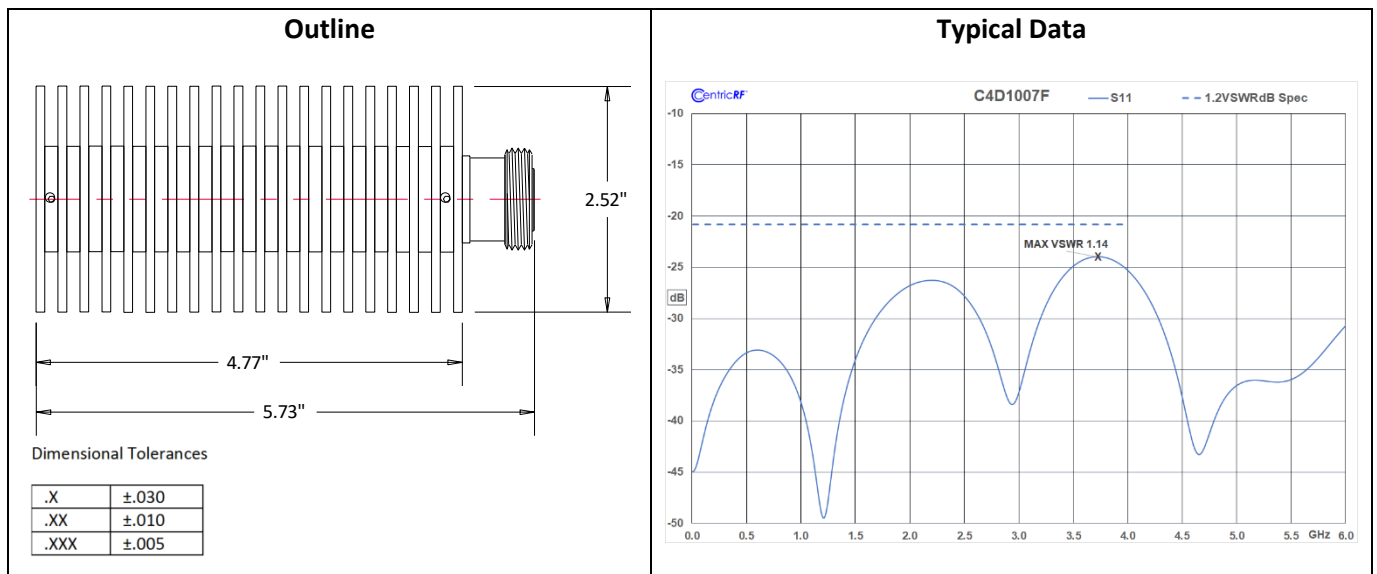 Outline
2.52"
4.77"
5.73"
Dimensional Tolerances
.X ±.030
.XX ±.010
.XXX ±.005
Typical Data
CentricRF™
C4D1007F
S11
1.2VSWRdB Spec
-10
-15
-20
-25
dB
-30
-35
-40
-45
-50
MAX VSWR 1.14
X
0.0 0.5 1.0 1.5 2.0 2.5 3.0 3.5 4.0 4.5 5.0 5.5 GHz 6.0